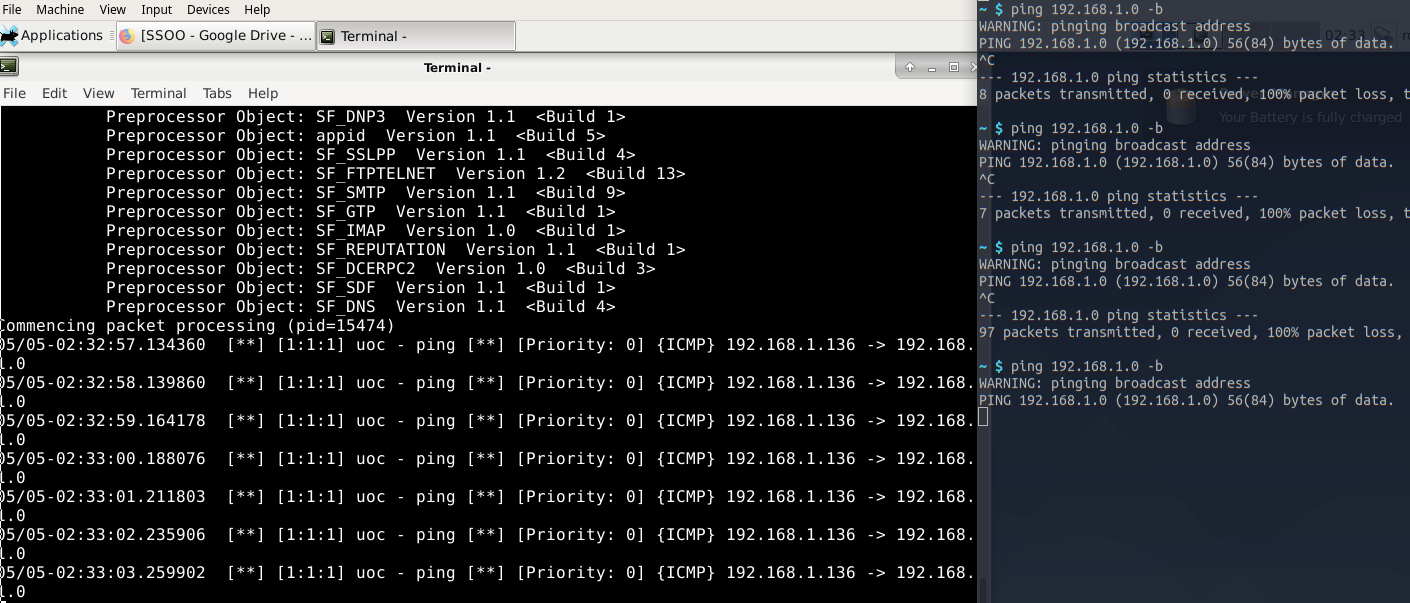 File Machine View Input Devices Help
Applications [SSOO - Google Drive - ... Terminal -
Terminal -
File Edit View Terminal Tabs Help
Preprocessor Object: SF_DNP3 Version 1.1 <Build 1>
Preprocessor Object: appid Version 1.1 <Build 5>
Preprocessor Object: SF_SSLPP Version 1.1 <Build 4>
Preprocessor Object: SF_FTPTELNET Version 1.2 <Build 13>
Preprocessor Object: SF_SMTP Version 1.1 <Build 9>
Preprocessor Object: SF_GTP Version 1.1 <Build 1>
Preprocessor Object: SF_IMAP Version 1.0 <Build 1>
Preprocessor Object: SF_REPUTATION Version 1.1 <Build 1>
Preprocessor Object: SF_DCERPC2 Version 1.0 <Build 3>
Preprocessor Object: SF_SDF Version 1.1 <Build 1>
Preprocessor Object: SF_DNS Version 1.1 <Build 4>
Commencing packet processing (pid=15474)
05/05-02:32:57.134360 [**] [1:1:1] uoc - ping [**] [Priority: 0] {ICMP} 192.168.1.136 -> 192.168.
1.0
05/05-02:32:58.139860 [**] [1:1:1] uoc - ping [**] [Priority: 0] {ICMP} 192.168.1.136 -> 192.168.
1.0
05/05-02:32:59.164178 [**] [1:1:1] uoc - ping [**] [Priority: 0] {ICMP} 192.168.1.136 -> 192.168.
1.0
05/05-02:33:00.188076 [**] [1:1:1] uoc - ping [**] [Priority: 0] {ICMP} 192.168.1.136 -> 192.168.
1.0
05/05-02:33:01.211803 [**] [1:1:1] uoc - ping [**] [Priority: 0] {ICMP} 192.168.1.136 -> 192.168.
1.0
05/05-02:33:02.235906 [**] [1:1:1] uoc - ping [**] [Priority: 0] {ICMP} 192.168.1.136 -> 192.168.
1.0
05/05-02:33:03.259902 [**] [1:1:1] uoc - ping [**] [Priority: 0] {ICMP} 192.168.1.136 -> 192.168.
1.0
~ $ ping 192.168.1.0 -b
WARNING: pinging broadcast address
02:33
PING 192.168.1.0 (192.168.1.0) 56(84) bytes of data.
^C
--- 192.168.1.0 ping statistics ---
8 packets transmitted, 0 received, 100% packet loss, t
Your Battery is fully charged
~ $ ping 192.168.1.0 -b
WARNING: pinging broadcast address
PING 192.168.1.0 (192.168.1.0) 56(84) bytes of data.
^C
--- 192.168.1.0 ping statistics ---
7 packets transmitted, 0 received, 100% packet loss, t
~ $ ping 192.168.1.0 -b
WARNING: pinging broadcast address
PING 192.168.1.0 (192.168.1.0) 56(84) bytes of data.
^C
--- 192.168.1.0 ping statistics ---
97 packets transmitted, 0 received, 100% packet loss,
~ $ ping 192.168.1.0 -b
WARNING: pinging broadcast address
PING 192.168.1.0 (192.168.1.0) 56(84) bytes of data.